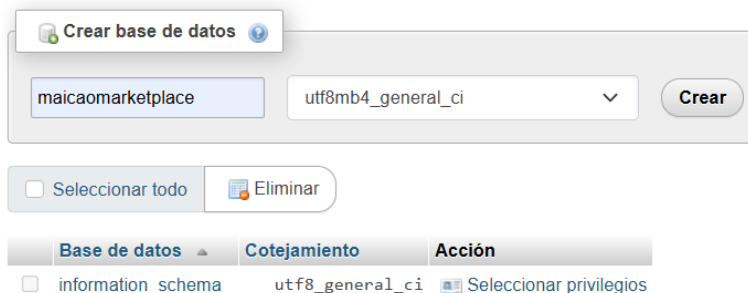 Crear base de datos
maicaomarketplace utf8mb4_general_ci Crear
Seleccionar todo Eliminar
Base de datos Cotejamiento Acción
information_schema utf8_general_ci Seleccionar privilegios